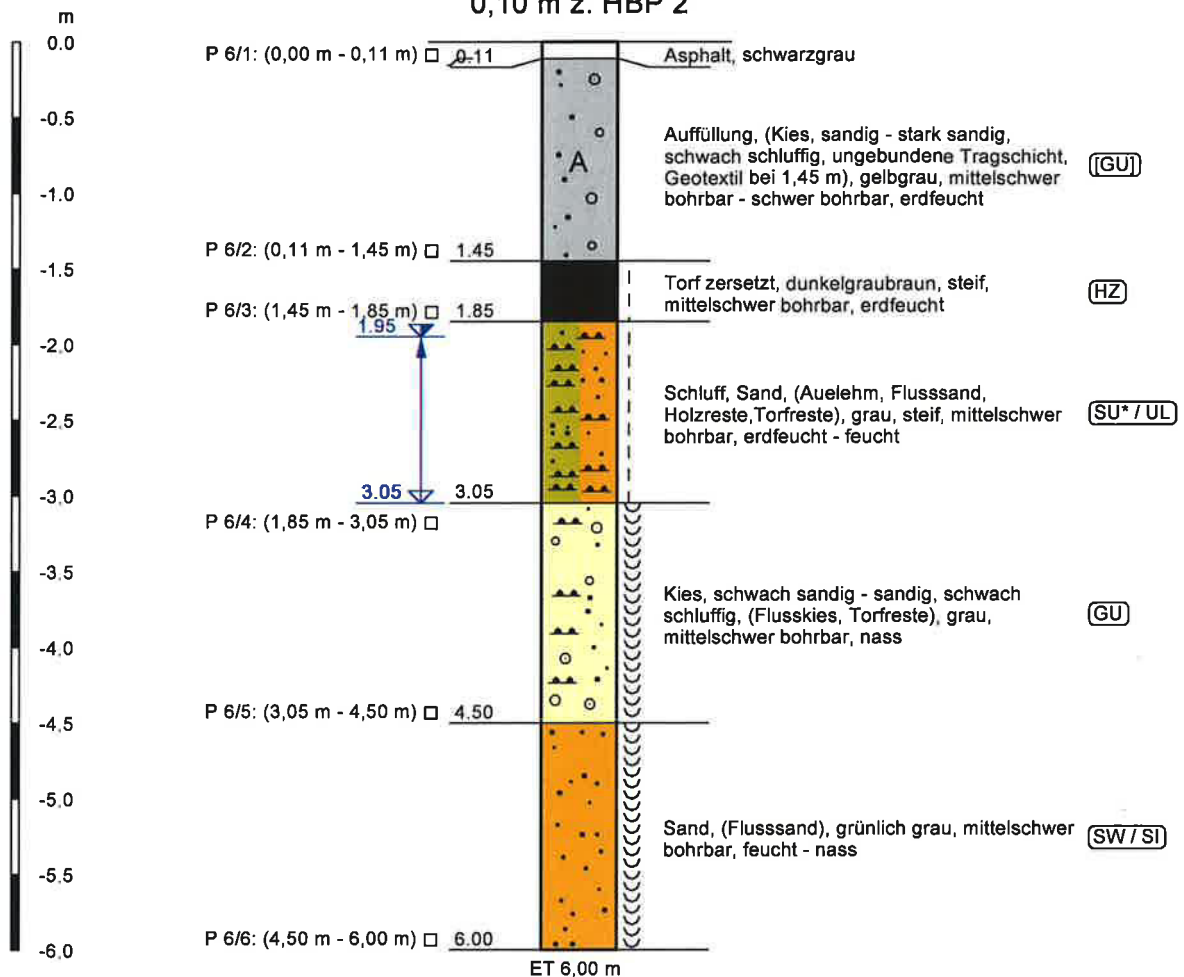 0,10 m z. HBP 2
m
0.0
P 6/1: (0,00 m - 0,11 m) 0.11
Asphalt, schwarzgrau
-0.5
Auffüllung, (Kies, sandig - stark sandig,
schwach schluffig, ungebundene Tragschicht,
Geotextil bei 1,45 m), gelbgrau, mittelschwer
bohrbar - schwer bohrbar, erdfeucht
[GU]
A
-1.0
P 6/2: (0,11 m - 1,45 m) 1.45
-1.5
Torf zersetzt, dunkelgraubraun, steif,
mittelschwer bohrbar, erdfeucht
HZ
P 6/3: (1,45 m - 1,85 m) 1.85
1.95
-2,0
Schluff, Sand, (Auelehm, Flusssand,
Holzreste,Torfreste), grau, steif, mittelschwer
bohrbar, erdfeucht - feucht
SU* / UL
-2.5
-3.0
3.05 3.05
P 6/4: (1,85 m - 3,05 m)
-3.5
Kies, schwach sandig - sandig, schwach
schluffig, (Flusskies, Torfreste), grau,
mittelschwer bohrbar, nass
GU
-4.0
P 6/5: (3,05 m - 4,50 m) 4.50
-4,5
-5.0
Sand, (Flusssand), grünlich grau, mittelschwer
bohrbar, feucht - nass
SW / SI
-5.5
P 6/6: (4,50 m - 6,00 m) 6.00
-6,0
ET 6,00 m